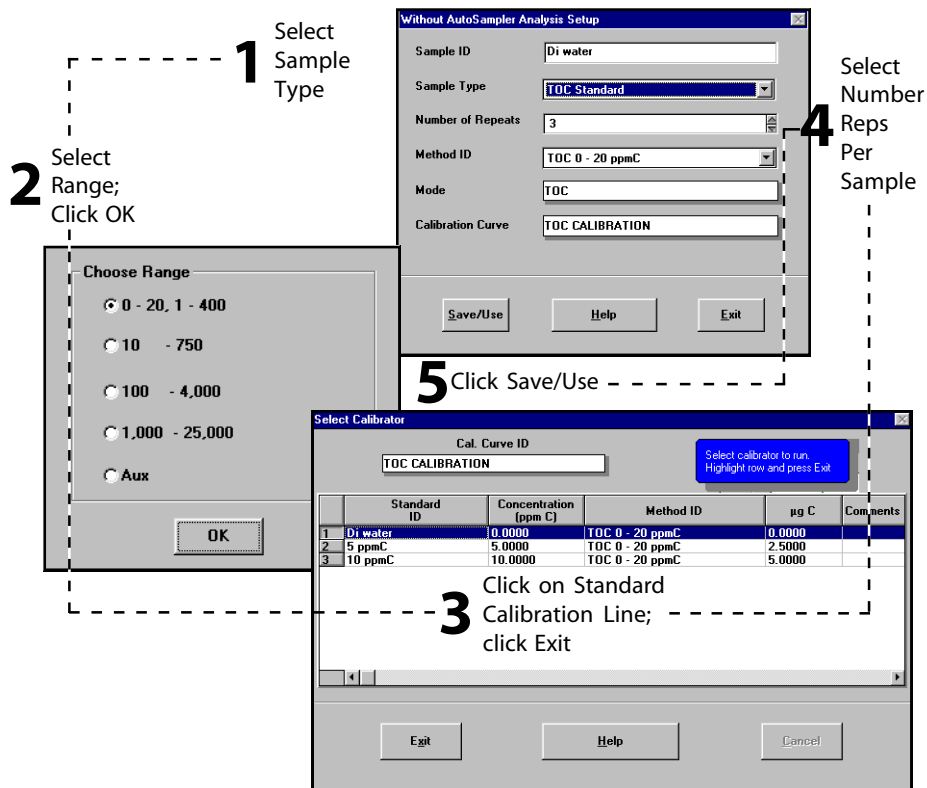 1 Select
Sample
Type
2 Select
Range;
Click OK
Without AutoSampler Analysis Setup
Sample ID Di water
Sample Type TOC Standard
Number of Repeats 3
Method ID TOC 0 - 20 ppmC
Mode TOC
Calibration Curve TOC CALIBRATION
Save/Use Help Exit
4 Select
Number
Reps
Per
Sample
Choose Range
0 - 20, 1 - 400
10 - 750
100 - 4,000
1,000 - 25,000
Aux
OK
5 Click Save/Use
Select Calibrator
Cal. Curve ID
TOC CALIBRATION
Select calibrator to run.
Highlight row and press Exit
Standard ID Concentration (ppm C) Method ID µg C Comments
1 Di water 0.0000 TOC 0 - 20 ppmC 0.0000
2 5 ppmC 5.0000 TOC 0 - 20 ppmC 2.5000
3 10 ppmC 10.0000 TOC 0 - 20 ppmC 5.0000
3 Click on Standard
Calibration Line;
click Exit
Exit Help Cancel